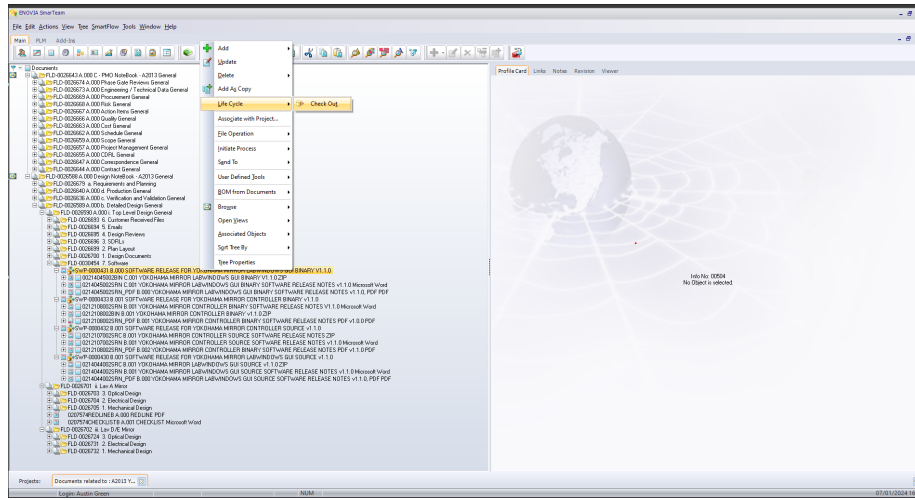 ENOVIA SmarTeam
File Edit Actions View Tree SmartFlow Tools Window Help
Main PLM Add-Ins
Documents
FLD-0026643 A.000 C - PMO NoteBook - A2013 General
FLD-0026674 A.000 Phase Gate Reviews General
FLD-0026673 A.000 Engineering / Technical Data General
FLD-0026669 A.000 Procurement General
FLD-0026668 A.000 Risk General
FLD-0026667 A.000 Action Items General
FLD-0026666 A.000 Quality General
FLD-0026663 A.000 Cost General
FLD-0026662 A.000 Schedule General
FLD-0026659 A.000 Scope General
FLD-0026657 A.000 Project Management General
FLD-0026655 A.000 CDRL General
FLD-0026647 A.000 Correspondence General
FLD-0026644 A.000 Contract General
FLD-0026588 A.000 Design NoteBook - A2013 General
FLD-0026679 a. Requirements and Planning
FLD-0026640 A.000 d. Production General
FLD-0026636 A.000 c. Verification and Validation General
FLD-0026589 A.000 b. Detailed Design General
FLD-0026590 A.000 i. Top Level Design General
FLD-0026693 6. Customer Received Files
FLD-0026694 5. Emails
FLD-0026695 4. Design Reviews
FLD-0026696 3. SDRLs
FLD-0026699 2. Plan Layout
FLD-0026700 1. Design Documents
FLD-0030454 7. Software
SWP-0000431 B.000 SOFTWARE RELEASE FOR YOKOHAMA MIRROR LABWINDOWS GUI BINARY V1.1.0
0214045002BIN C.001 YOKOHAMA MIRROR LABWINDOWS GUI BINARY V1.1.0 ZIP
0214045002SRN C.001 YOKOHAMA MIRROR LABWINDOWS GUI BINARY SOFTWARE RELEASE NOTES v1.1.0 Microsoft Word
0214045002SRN_PDF B.001 YOKOHAMA MIRROR LABWINDOWS GUI BINARY SOFTWARE RELEASE NOTES v1.1.0, PDF PDF
SWP-0000433 B.001 SOFTWARE RELEASE FOR YOKOHAMA MIRROR CONTROLLER BINARY v1.1.0
0212108002SRN B.001 YOKOHAMA MIRROR CONTROLLER BINARY SOFTWARE RELEASE NOTES V1.1.0 Microsoft Word
0212108002BIN B.001 YOKOHAMA MIRROR CONTROLLER BINARY v1.1.0 ZIP
0212108002SRN_PDF B.001 YOKOHAMA MIRROR CONTROLLER BINARY SOFTWARE RELEASE NOTES PDF v1.0.0 PDF
SWP-0000432 B.001 SOFTWARE RELEASE FOR YOKOHAMA MIRROR CONTROLLER SOURCE v1.1.0
0212107002SRC B.001 YOKOHAMA MIRROR CONTROLLER SOURCE SOFTWARE RELEASE NOTES ZIP
0212107002SRN B.001 YOKOHAMA MIRROR CONTROLLER SOURCE SOFTWARE RELEASE NOTES v1.1.0 Microsoft Word
0212108002SRN_PDF B.002 YOKOHAMA MIRROR CONTROLLER BINARY SOFTWARE RELEASE NOTES PDF v1.1.0 PDF
SWP-0000430 B.001 SOFTWARE RELEASE FOR YOKOHAMA MIRROR LABWINDOWS GUI SOURCE v1.1.0
0214044002SRC B.001 YOKOHAMA MIRROR LABWINDOWS GUI SOURCE v1.1.0 ZIP
0214044002SRN B.001 YOKOHAMA MIRROR LABWINDOWS GUI SOURCE SOFTWARE RELEASE NOTES v1.1.0 Microsoft Word
0214044002SRN_PDF B.000 YOKOHAMA MIRROR LABWINDOWS GUI SOURCE SOFTWARE RELEASE NOTES v1.1.0, PDF PDF
FLD-0026701 ii. Lav A Mirror
FLD-0026703 3. Optical Design
FLD-0026704 2. Electrical Design
FLD-0026705 1. Mechanical Design
0207574REDLINEB A.000 REDLINE PDF
0207574CHECKLISTB A.001 CHECKLIST Microsoft Word
FLD-0026702 iii. Lav D/E Mirror
FLD-0026724 3. Optical Design
FLD-0026731 2. Electrical Design
FLD-0026732 1. Mechanical Design
Add
Update
Delete
Add As Copy
Life Cycle
Check Out
Associate with Project...
File Operation
Initiate Process
Send To
User Defined Tools
BOM from Documents
Browse
Open Views
Associated Objects
Sort Tree By
Tree Properties
Profile Card Links Notes Revision Viewer
Info No: 00504
No Object is selected.
Projects: Documents related to : A2013 Y...
Login: Austin Green NUM 07/01/2024 16